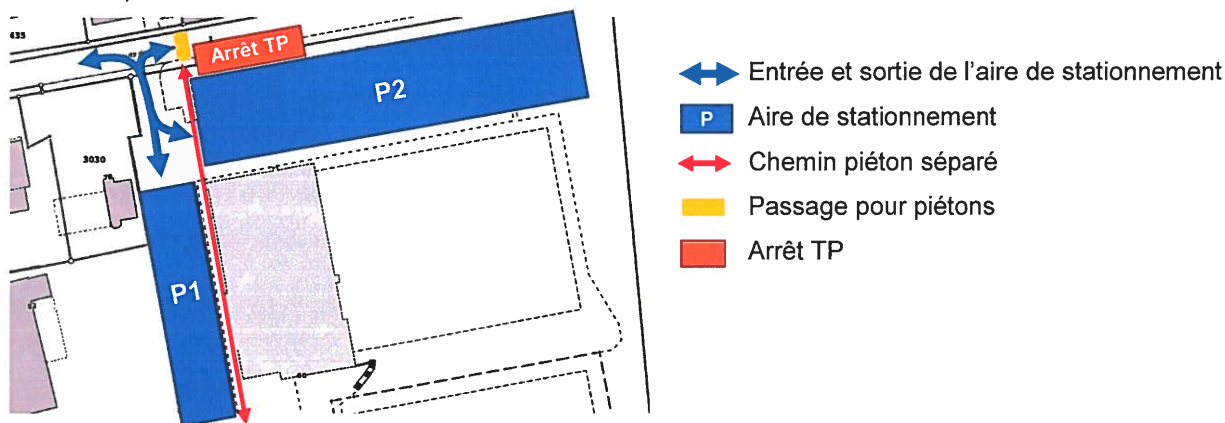 635
Arrêt TP
P2
3030
P1
Entrée et sortie de l'aire de stationnement
P Aire de stationnement
Chemin piéton séparé
Passage pour piétons
Arrêt TP